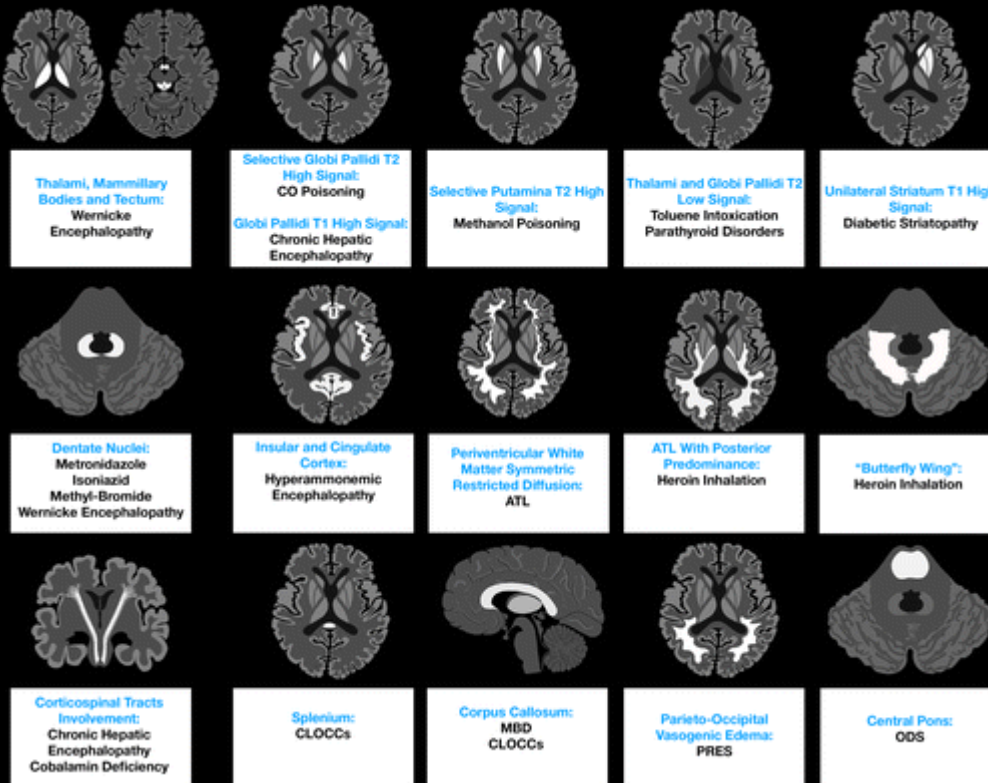 Thalami, Mammillary
Bodies and Tectum:
Wernicke
Encephalopathy
Selective Globi Pallidi T2
High Signal:
CO Poisoning
Globi Pallidi T1 High Signal:
Chronic Hepatic
Encephalopathy
Selective Putamina T2 High
Signal:
Methanol Poisoning
Thalami and Globi Pallidi T2
Low Signal:
Toluene Intoxication
Parathyroid Disorders
Unilateral Striatum T1 High
Signal:
Diabetic Striatopathy
Dentate Nuclei:
Metronidazole
Isoniazid
Methyl-Bromide
Wernicke Encephalopathy
Insular and Cingulate
Cortex:
Hyperammonemic
Encephalopathy
Periventricular White
Matter Symmetric
Restricted Diffusion:
ATL
ATL With Posterior
Predominance:
Heroin Inhalation
"Butterfly Wing":
Heroin Inhalation
Corticospinal Tracts
Involvement:
Chronic Hepatic
Encephalopathy
Cobalamin Deficiency
Splenium:
CLOCCs
Corpus Callosum:
MBD
CLOCCs
Parieto-Occipital
Vasogenic Edema:
PRES
Central Pons:
ODS